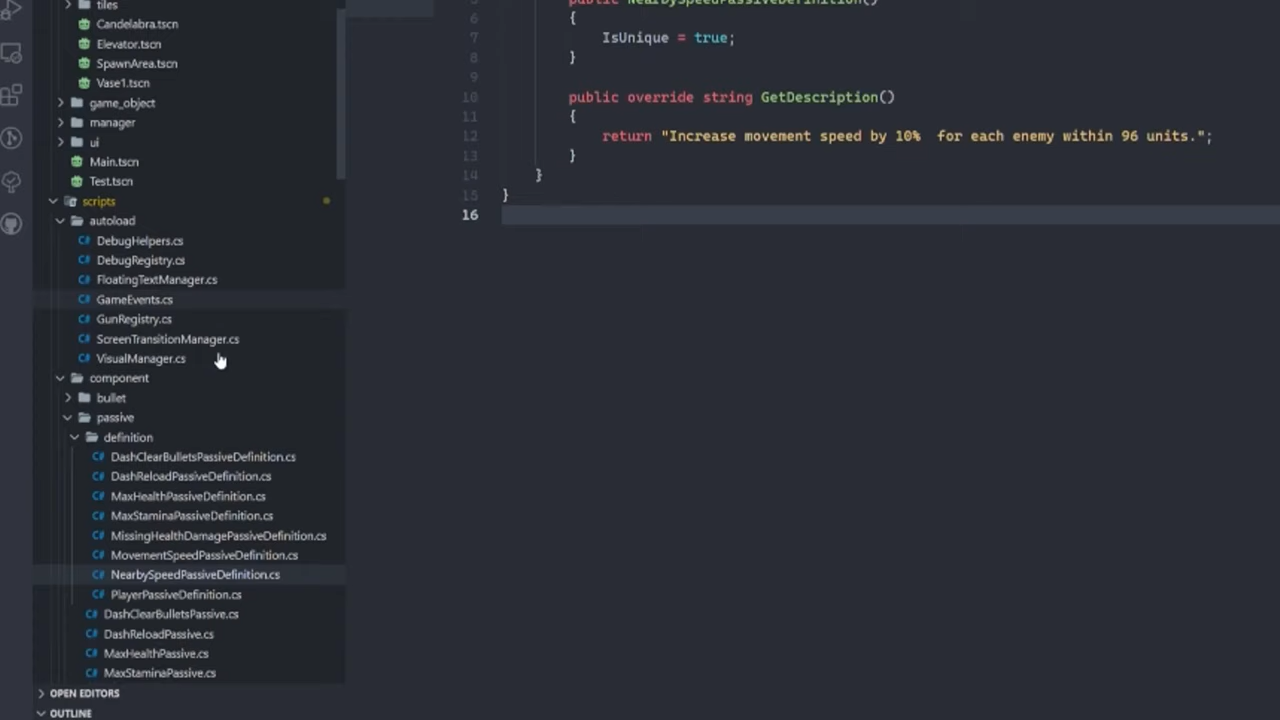 tiles
Candelabra.tscn
Elevator.tscn
SpawnArea.tscn
Vase1.tscn
game_object
manager
ui
Main.tscn
Test.tscn
scripts
autoload
DebugHelpers.cs
DebugRegistry.cs
FloatingTextManager.cs
GameEvents.cs
GunRegistry.cs
ScreenTransitionManager.cs
VisualManager.cs
component
bullet
passive
definition
DashClearBulletsPassiveDefinition.cs
DashReloadPassiveDefinition.cs
MaxHealthPassiveDefinition.cs
MaxStaminaPassiveDefinition.cs
MissingHealthDamagePassiveDefinition.cs
MovementSpeedPassiveDefinition.cs
NearbySpeedPassiveDefinition.cs
PlayerPassiveDefinition.cs
DashClearBulletsPassive.cs
DashReloadPassive.cs
MaxHealthPassive.cs
MaxStaminaPassive.cs
OPEN EDITORS
OUTLINE
public NearbySpeedPassiveDefinition()
6 {
7 IsUnique = true;
8 }
9
10 public override string GetDescription()
11 {
12 return "Increase movement speed by 10%  for each enemy within 96 units.";
13 }
14 }
15 }
16